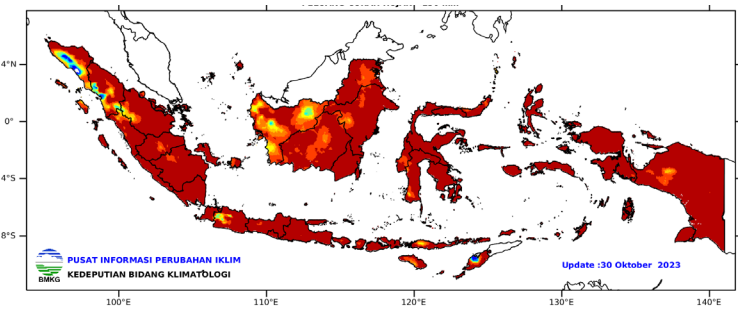 4°N
0°
4°S
8°S
PUSAT INFORMASI PERUBAHAN IKLIM
KEDEPUTIAN BIDANG KLIMATOLOGI
BMKG
Update :30 Oktober 2023
100°E
110°E
120°E
130°E
140°E